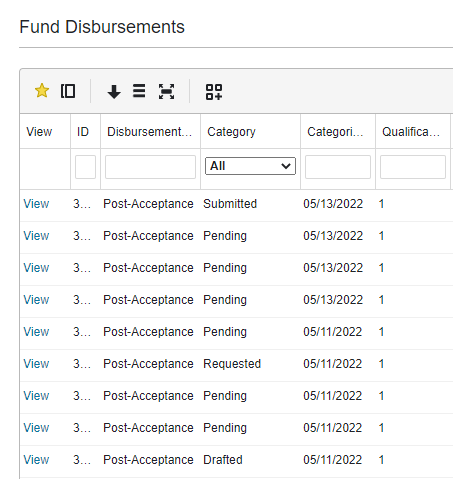 Fund Disbursements
View ID Disbursement... Category Categori... Qualifica...
All
View 3... Post-Acceptance Submitted 05/13/2022 1
View 3... Post-Acceptance Pending 05/13/2022 1
View 3... Post-Acceptance Pending 05/13/2022 1
View 3... Post-Acceptance Pending 05/13/2022 1
View 3... Post-Acceptance Pending 05/11/2022 1
View 3... Post-Acceptance Requested 05/11/2022 1
View 3... Post-Acceptance Pending 05/11/2022 1
View 3... Post-Acceptance Pending 05/11/2022 1
View 3... Post-Acceptance Drafted 05/11/2022 1